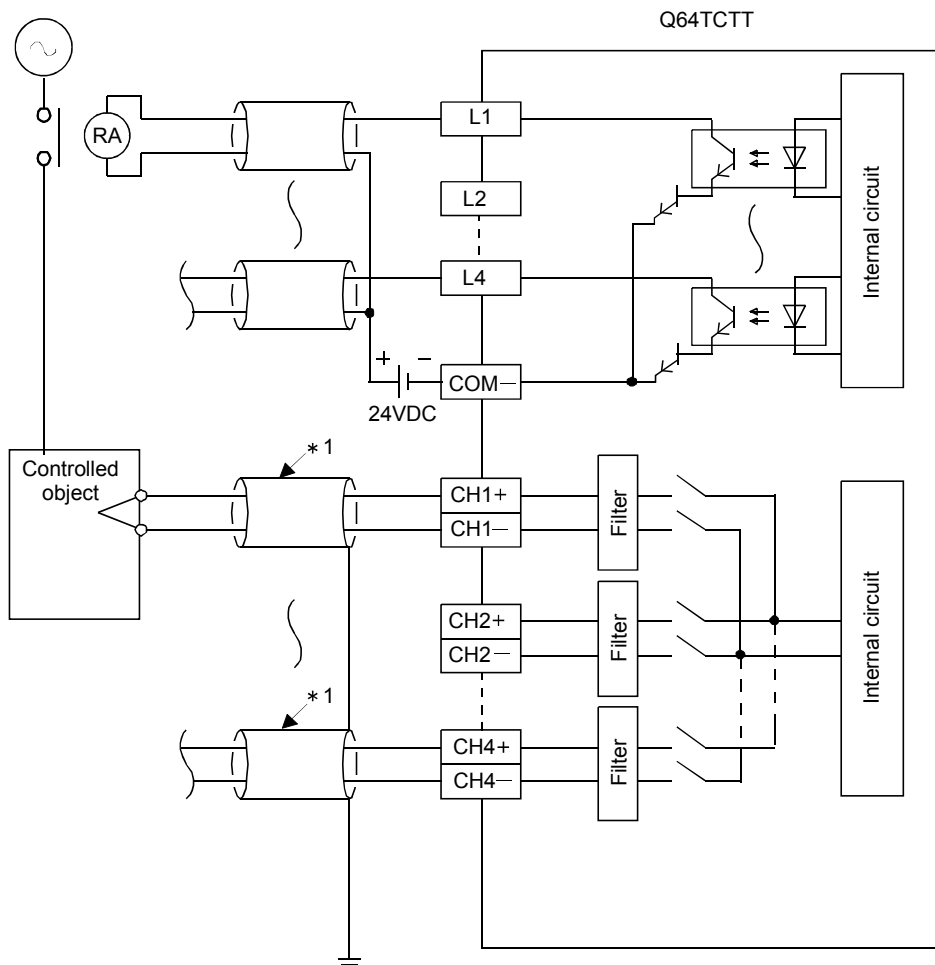 Q64TCTT
RA
L1
L2
L4
COM—
+
−
24VDC
Internal circuit
Controlled
object
*1
CH1+
CH1—
CH2+
CH2—
*1
CH4+
CH4—
Filter
Filter
Filter
Internal circuit